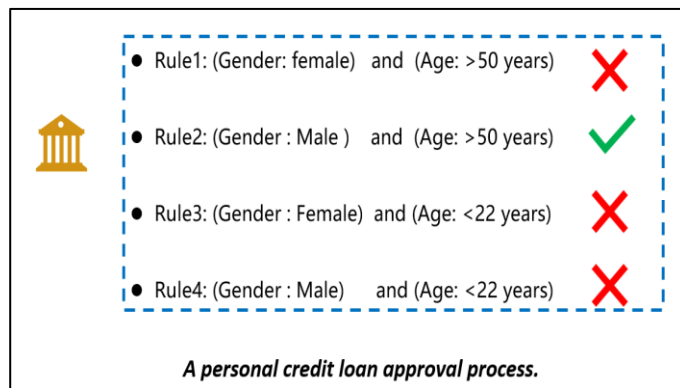 ● Rule1: (Gender: female) and (Age: >50 years)
● Rule2: (Gender : Male ) and (Age: >50 years)
● Rule3: (Gender : Female) and (Age: <22 years)
● Rule4: (Gender : Male) and (Age: <22 years)
A personal credit loan approval process.